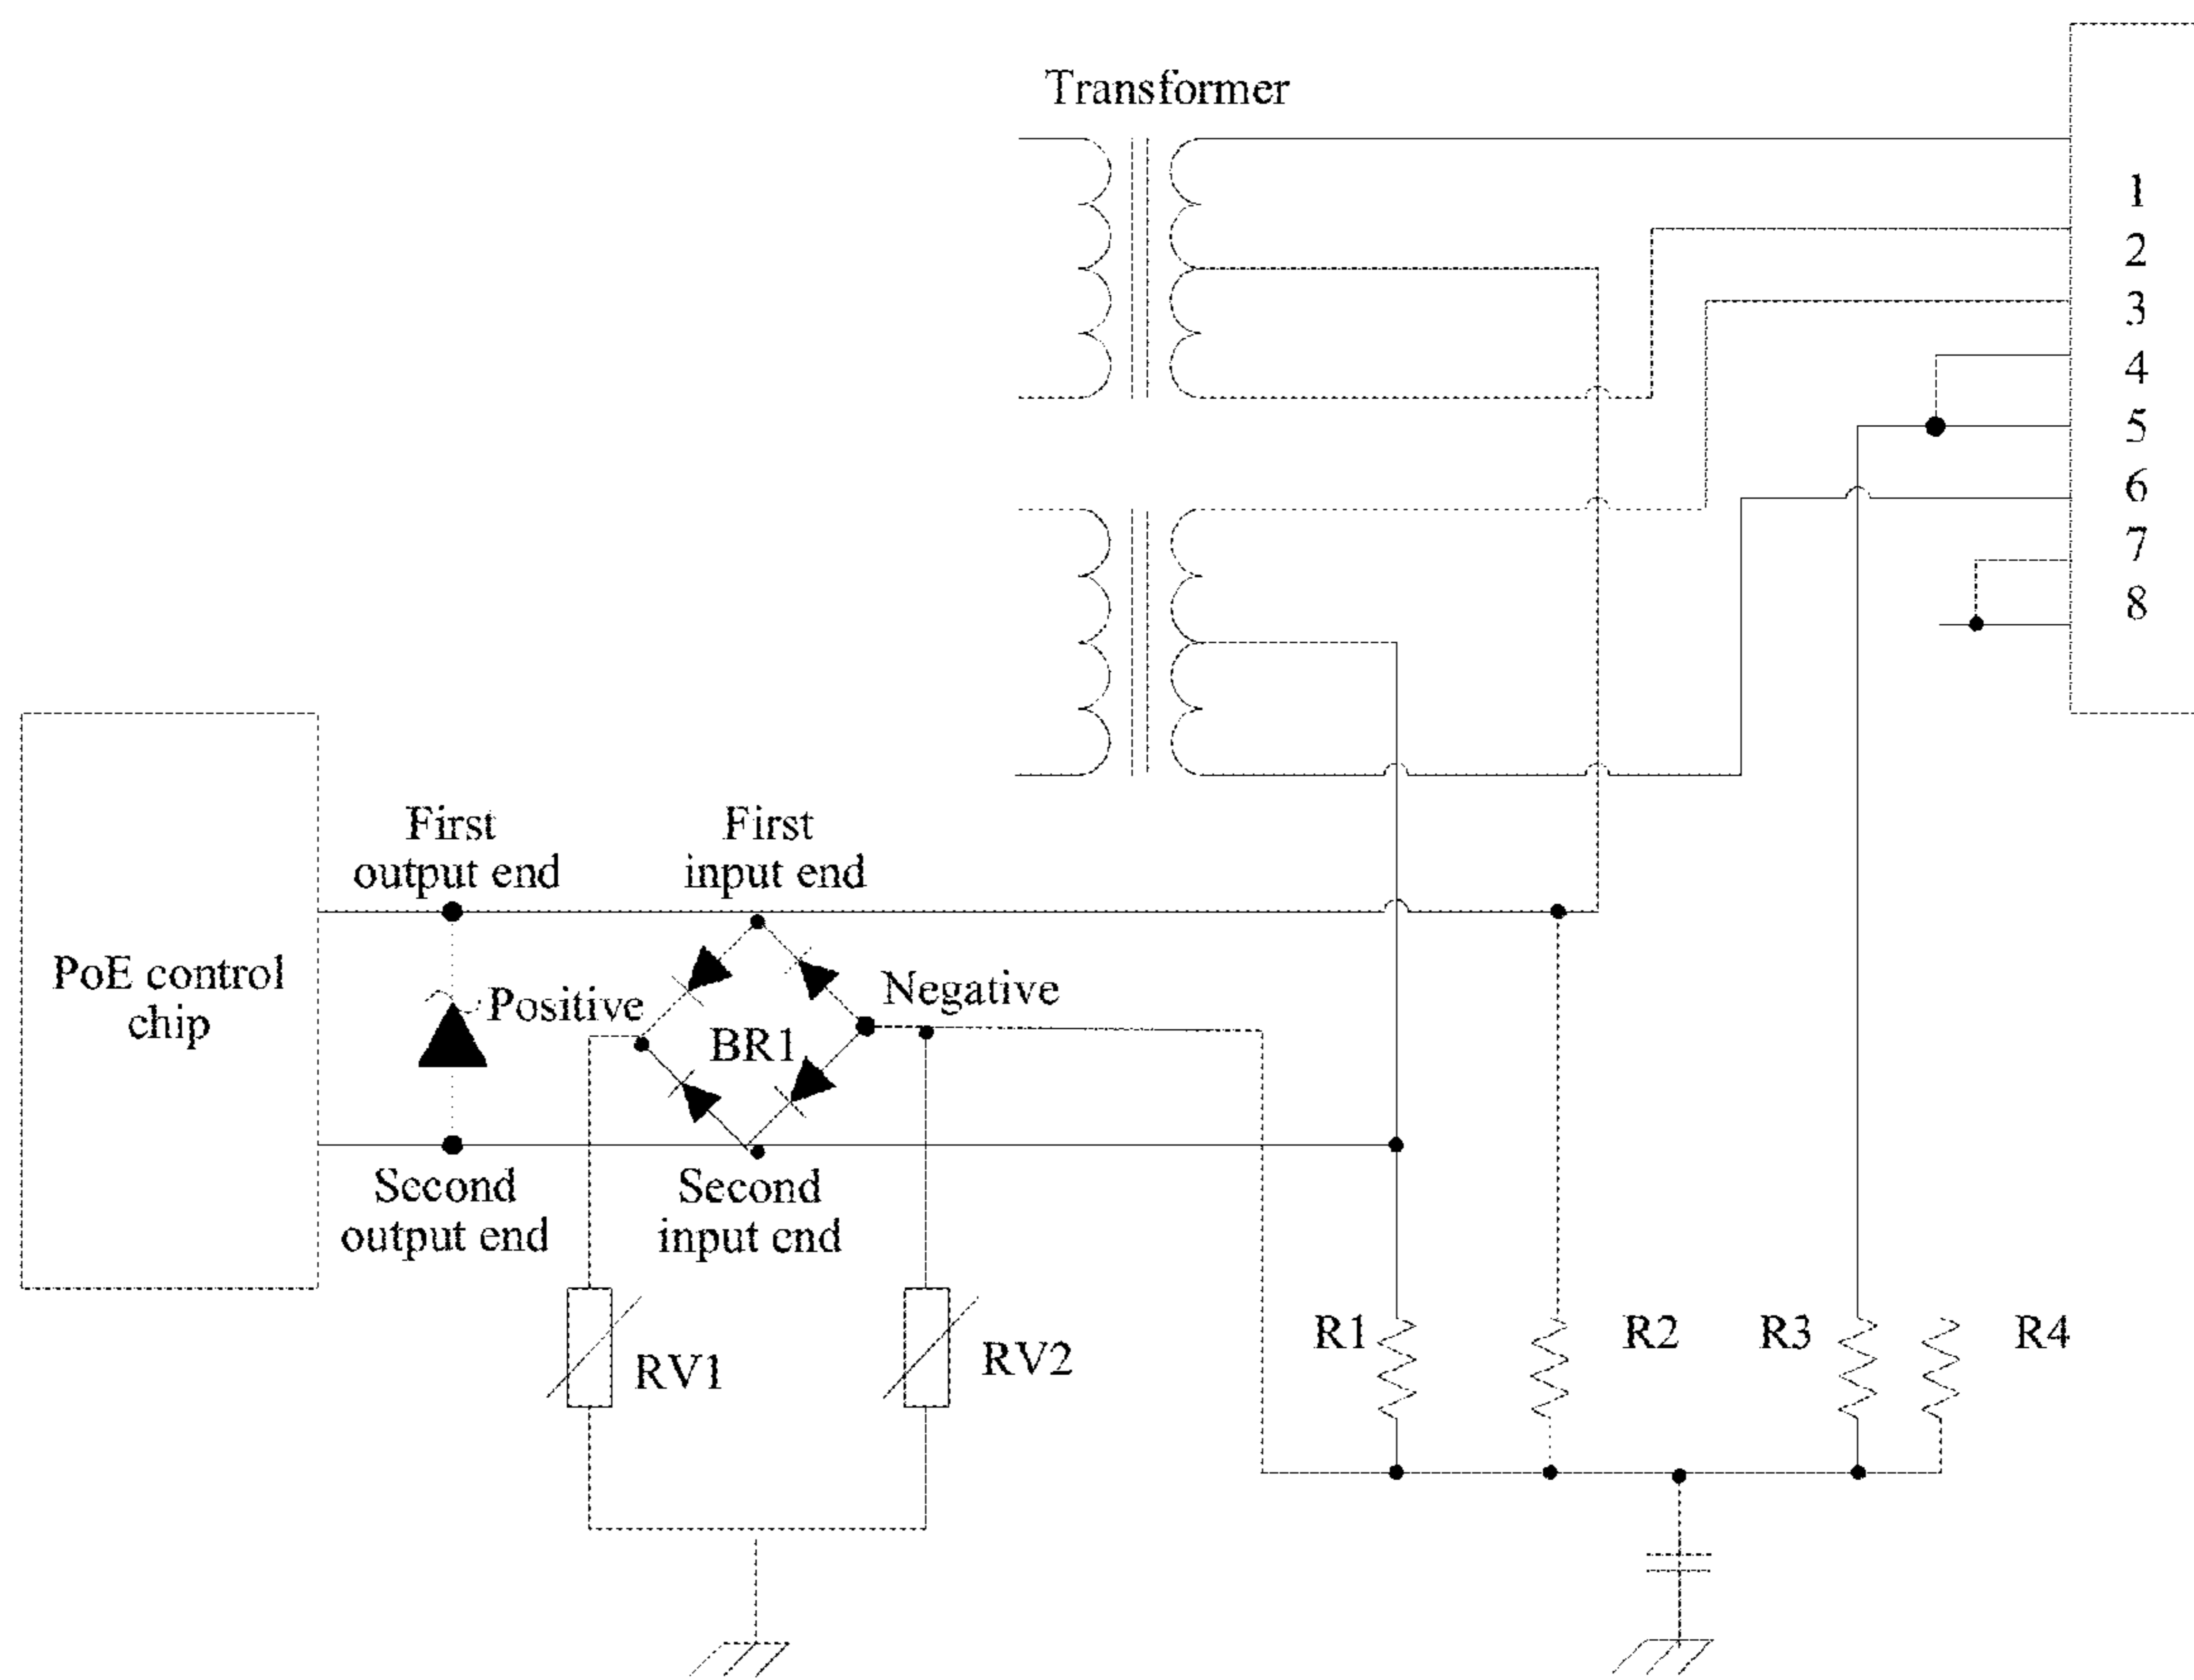 Transformer
1
2
3
4
5
6
7
8
First
output end
First
input end
PoE control
chip
Positive
Negative
BR1
Second
output end
Second
input end
RV1
RV2
R1
R2
R3
R4